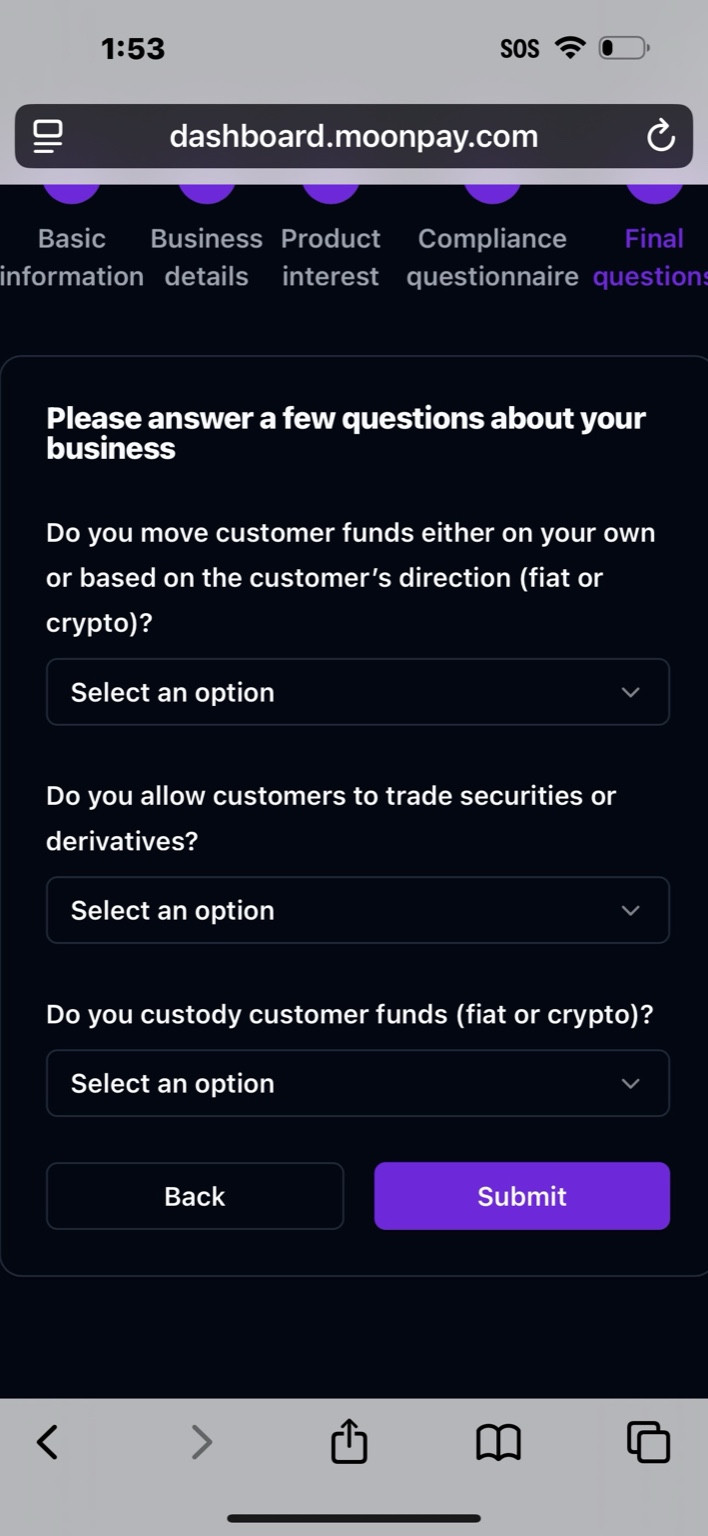 1:53
SOS
dashboard.moonpay.com
Basic Business Product Compliance Final
information details interest questionnaire questions
Please answer a few questions about your
business
Do you move customer funds either on your own
or based on the customer’s direction (fiat or
crypto)?
Select an option
Do you allow customers to trade securities or
derivatives?
Select an option
Do you custody customer funds (fiat or crypto)?
Select an option
Back
Submit